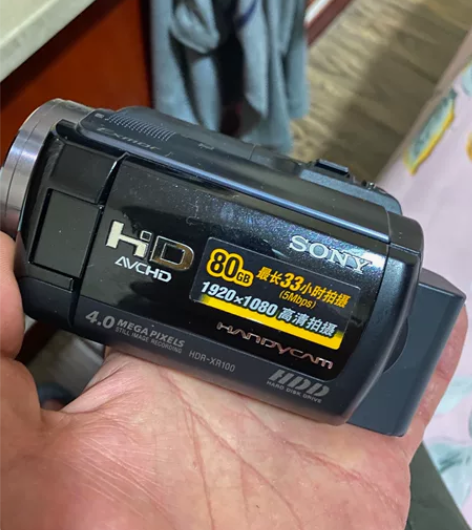 Exmor
SONY
HD
AVCHD
80GB 最长33小时拍摄
(5Mbps)
1920×1080 高清拍摄
HANDYCAM
4.0 MEGA PIXELS
STILL IMAGE RECORDING
HDR-XR100
HDD
HARD DISK DRIVE